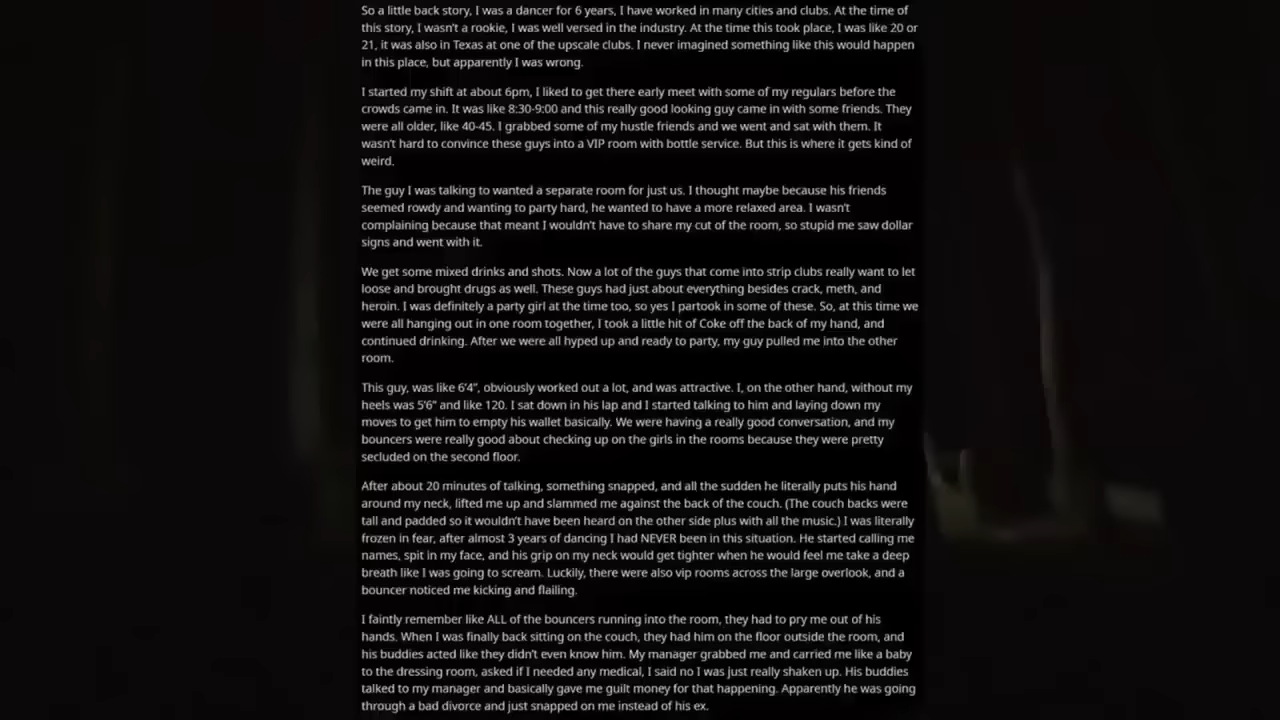 So a little back story, I was a dancer for 6 years, I have worked in many cities and clubs. At the time of
this story, I wasn't a rookie, I was well versed in the industry. At the time this took place, I was like 20 or
21, it was also in Texas at one of the upscale clubs. I never imagined something like this would happen
in this place, but apparently I was wrong.
I started my shift at about 6pm, I liked to get there early meet with some of my regulars before the
crowds came in. It was like 8:30-9:00 and this really good looking guy came in with some friends. They
were all older, like 40-45. I grabbed some of my hustle friends and we went and sat with them. It
wasn't hard to convince these guys into a VIP room with bottle service. But this is where it gets kind of
weird.
The guy I was talking to wanted a separate room for just us. I thought maybe because his friends
seemed rowdy and wanting to party hard, he wanted to have a more relaxed area. I wasn't
complaining because that meant I wouldn't have to share my cut of the room, so stupid me saw dollar
signs and went with it.
We get some mixed drinks and shots. Now a lot of the guys that come into strip clubs really want to let
loose and brought drugs as well. These guys had just about everything besides crack, meth, and
heroin. I was definitely a party girl at the time too, so yes I partook in some of these. So, at this time we
were all hanging out in one room together, I took a little hit of Coke off the back of my hand, and
continued drinking. After we were all hyped up and ready to party, my guy pulled me into the other
room.
This guy, was like 6'4", obviously worked out a lot, and was attractive. I, on the other hand, without my
heels was 5'6" and like 120. I sat down in his lap and I started talking to him and laying down my
moves to get him to empty his wallet basically. We were having a really good conversation, and my
bouncers were really good about checking up on the girls in the rooms because they were pretty
secluded on the second floor.
After about 20 minutes of talking, something snapped, and all the sudden he literally puts his hand
around my neck, lifted me up and slammed me against the back of the couch. (The couch backs were
tall and padded so it wouldn't have been heard on the other side plus with all the music.) I was literally
frozen in fear, after almost 3 years of dancing I had NEVER been in this situation. He started calling me
names, spit in my face, and his grip on my neck would get tighter when he would feel me take a deep
breath like I was going to scream. Luckily, there were also vip rooms across the large overlook, and a
bouncer noticed me kicking and flailing.
I faintly remember like ALL of the bouncers running into the room, they had to pry me out of his
hands. When I was finally back sitting on the couch, they had him on the floor outside the room, and
his buddies acted like they didn't even know him. My manager grabbed me and carried me like a baby
to the dressing room, asked if I needed any medical, I said no I was just really shaken up. His buddies
talked to my manager and basically gave me guilt money for that happening. Apparently he was going
through a bad divorce and just snapped on me instead of his ex.